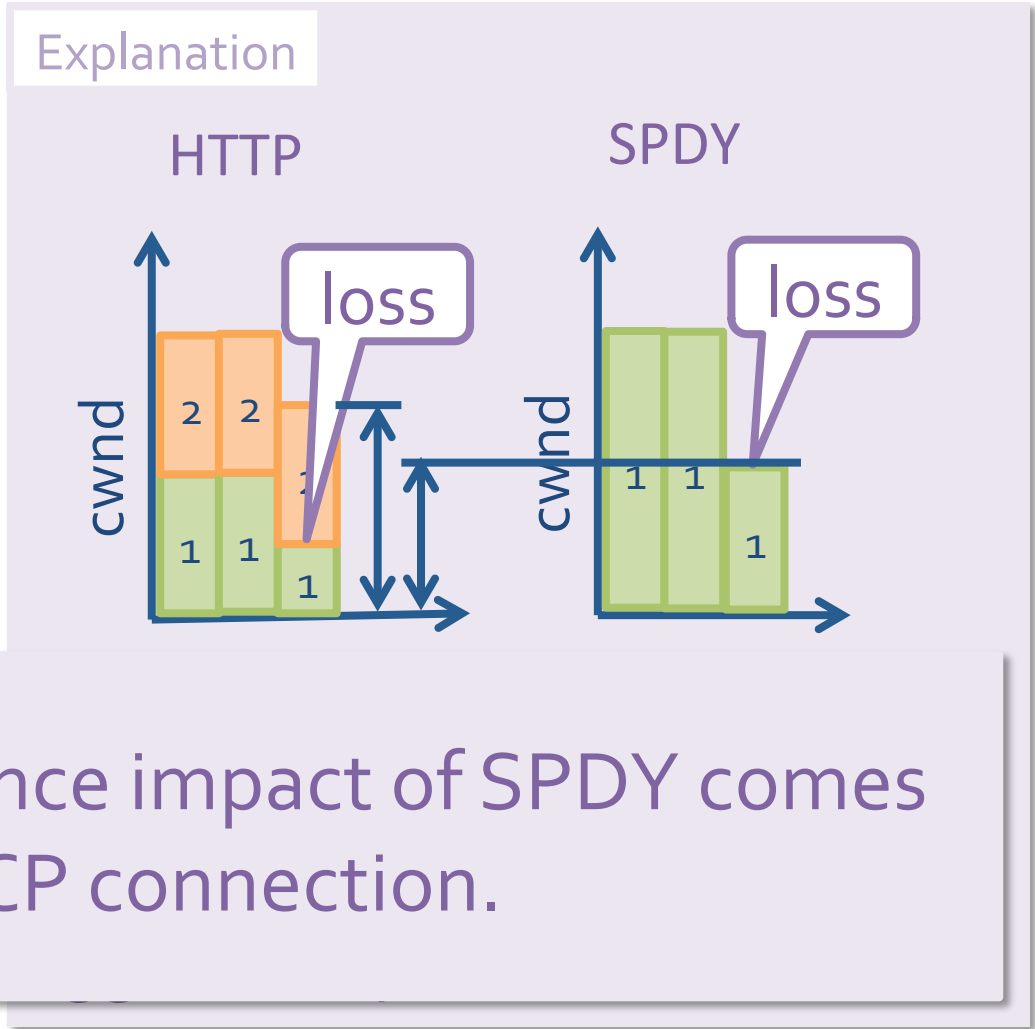 Explanation
HTTP
SPDY
loss
loss
cwnd
2 2
1 1 1
cwnd
1 1 1
nce impact of SPDY comes
CP connection.